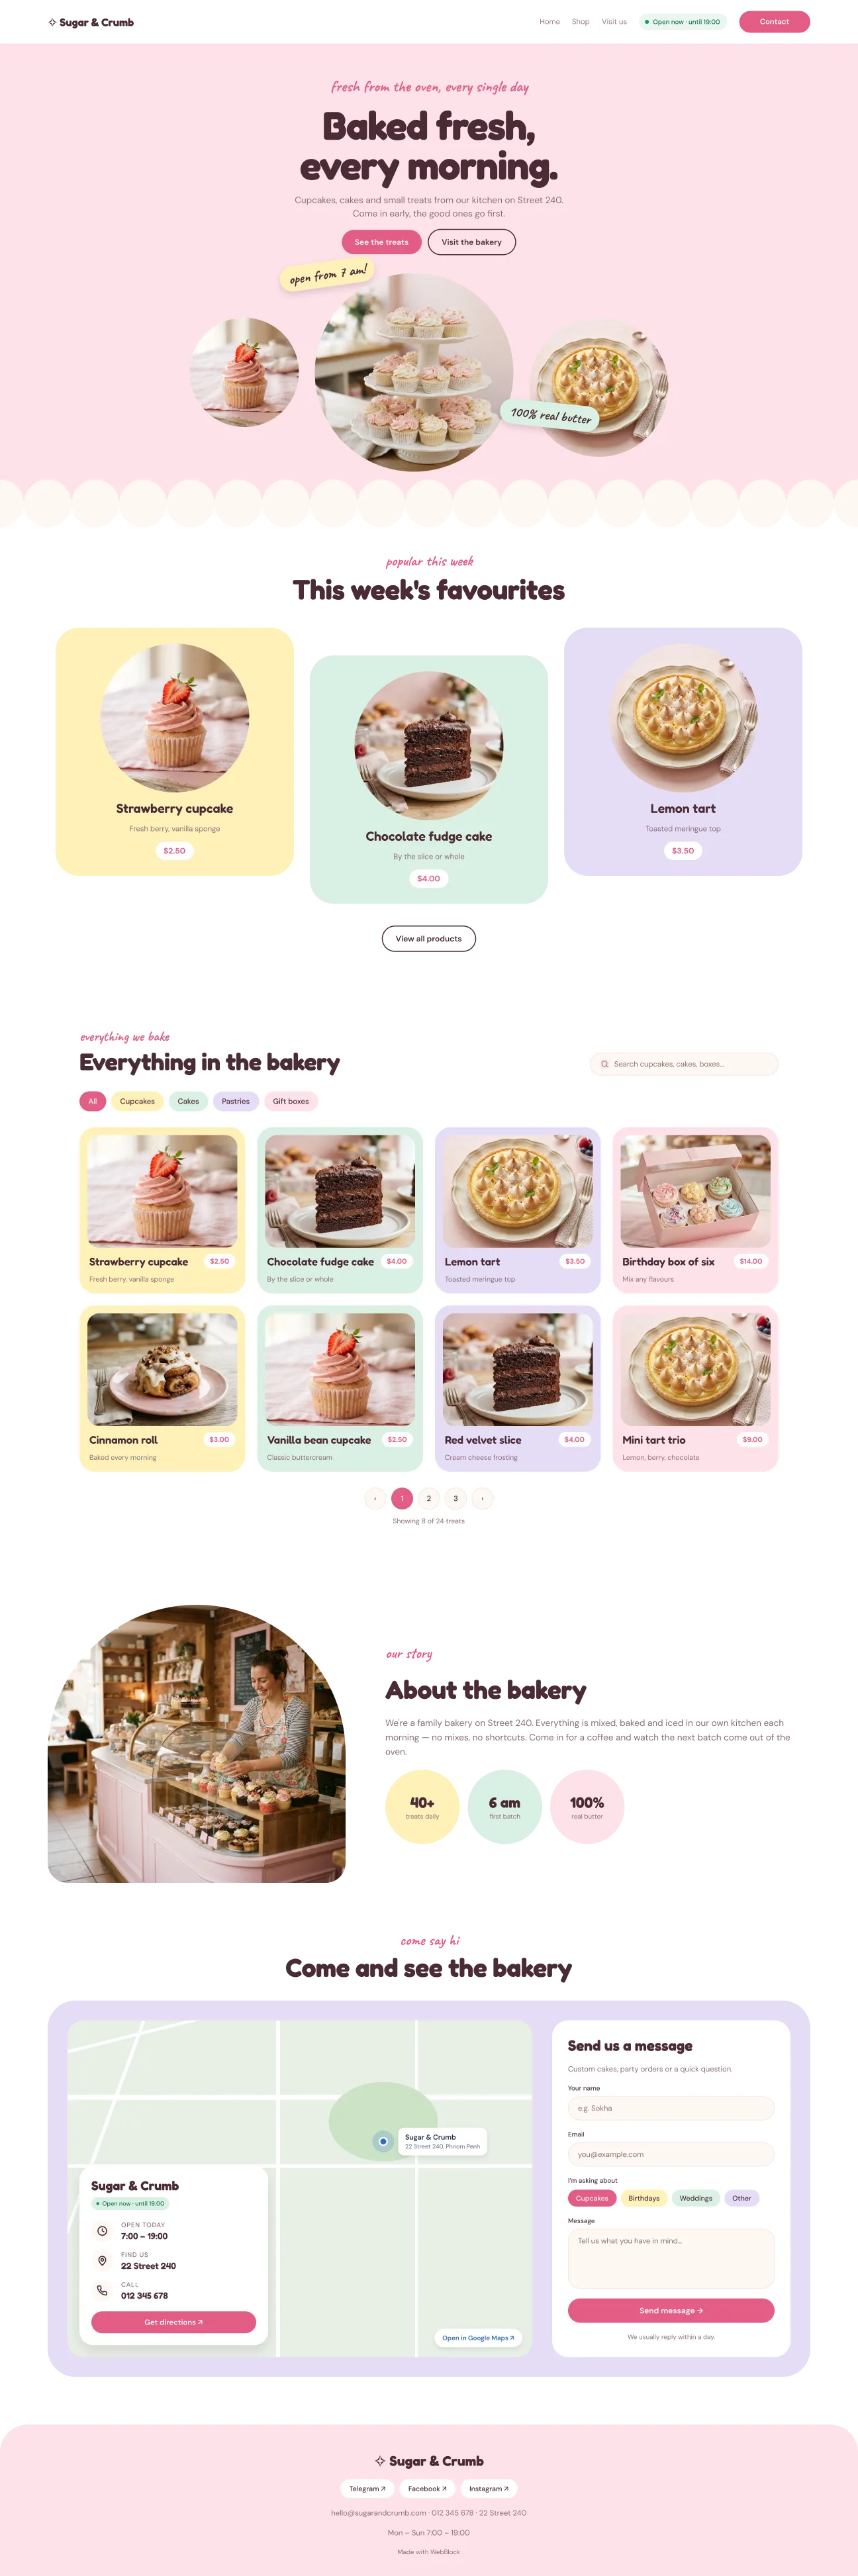 Sugar & Crumb
Home Shop Visit us Open now · until 19:00 Contact
fresh from the oven, every single day
Baked fresh,
every morning.
Cupcakes, cakes and small treats from our kitchen on Street 240.
Come in early, the good ones go first.
See the treats Visit the bakery
open from 7 am!
100% real butter
popular this week
This week's favourites
Strawberry cupcake
Fresh berry, vanilla sponge
$2.50
Chocolate fudge cake
By the slice or whole
$4.00
Lemon tart
Toasted meringue top
$3.50
View all products
everything we bake
Everything in the bakery
Search cupcakes, cakes, boxes...
All Cupcakes Cakes Pastries Gift boxes
Strawberry cupcake $2.50
Fresh berry, vanilla sponge
Chocolate fudge cake $4.00
By the slice or whole
Lemon tart $3.50
Toasted meringue top
Birthday box of six $14.00
Mix any flavours
Cinnamon roll $3.00
Baked every morning
Vanilla bean cupcake $2.50
Classic buttercream
Red velvet slice $4.00
Cream cheese frosting
Mini tart trio $9.00
Lemon, berry, chocolate
‹ 1 2 3 ›
Showing 8 of 24 treats
our story
About the bakery
We're a family bakery on Street 240. Everything is mixed, baked and iced in our own kitchen each
morning — no mixes, no shortcuts. Come in for a coffee and watch the next batch come out of the
oven.
40+
treats daily
6 am
first batch
100%
real butter
come say hi
Come and see the bakery
Sugar & Crumb
22 Street 240, Phnom Penh
Sugar & Crumb
Open now · until 19:00
OPEN TODAY
7:00 – 19:00
FIND US
22 Street 240
CALL
012 345 678
Get directions ↗
Open in Google Maps ↗
Send us a message
Custom cakes, party orders or a quick question.
Your name
e.g. Sokha
Email
you@example.com
I'm asking about
Cupcakes Birthdays Weddings Other
Message
Tell us what you have in mind...
Send message →
We usually reply within a day.
Sugar & Crumb
Telegram ↗ Facebook ↗ Instagram ↗
hello@sugarandcrumb.com · 012 345 678 · 22 Street 240
Mon – Sun 7:00 – 19:00
Made with WebBlock